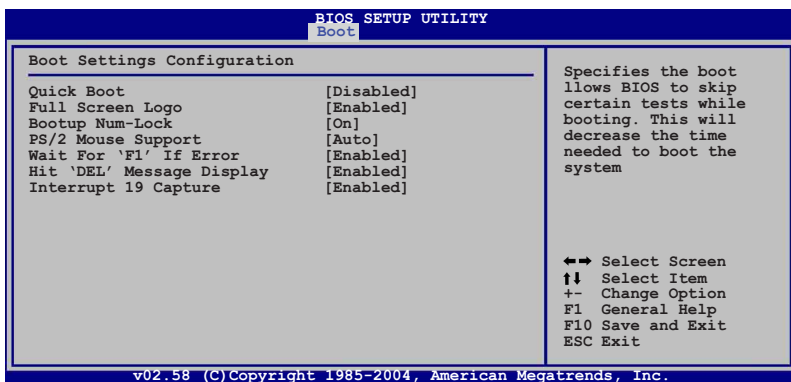 BIOS SETUP UTILITY
Boot
Boot Settings Configuration
Quick Boot [Disabled]
Full Screen Logo [Enabled]
Bootup Num-Lock [On]
PS/2 Mouse Support [Auto]
Wait For ‘F1’ If Error [Enabled]
Hit ‘DEL’ Message Display [Enabled]
Interrupt 19 Capture [Enabled]
Specifies the boot
llows BIOS to skip
certain tests while
booting. This will
decrease the time
needed to boot the
system
←→ Select Screen
↑↓ Select Item
+- Change Option
F1 General Help
F10 Save and Exit
ESC Exit
v02.58 (C)Copyright 1985-2004, American Megatrends, Inc.